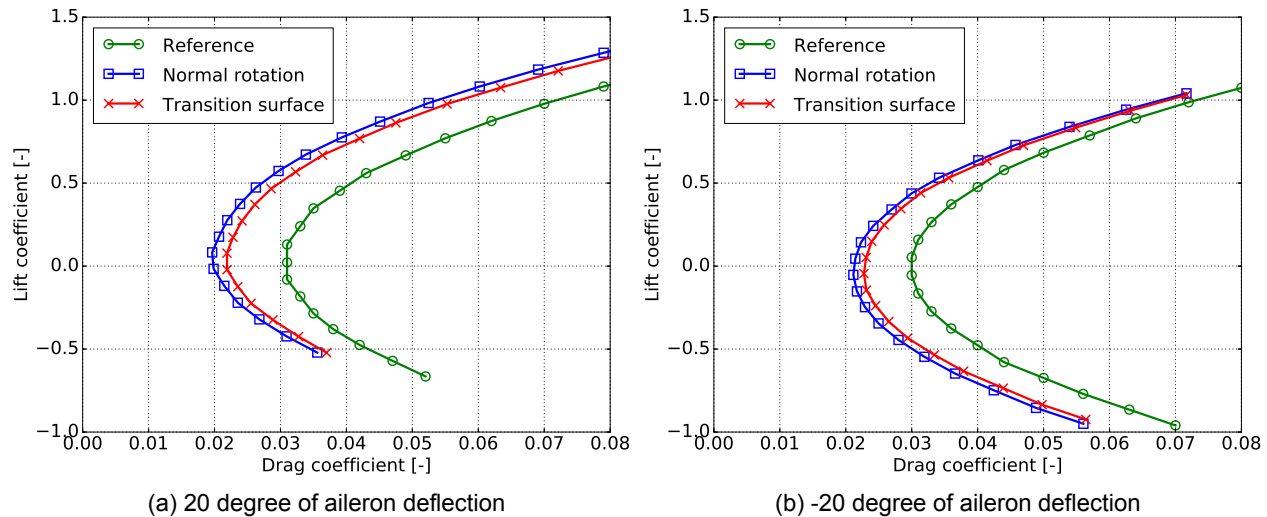 1.5
1.0
0.5
0.0
−0.5
−1.0
Lift coefficient [-]
Reference
Normal rotation
Transition surface
0.00 0.01 0.02 0.03 0.04 0.05 0.06 0.07 0.08
Drag coefficient [-]
(a) 20 degree of aileron deflection
1.5
1.0
0.5
0.0
−0.5
−1.0
Lift coefficient [-]
Reference
Normal rotation
Transition surface
0.00 0.01 0.02 0.03 0.04 0.05 0.06 0.07 0.08
Drag coefficient [-]
(b) -20 degree of aileron deflection